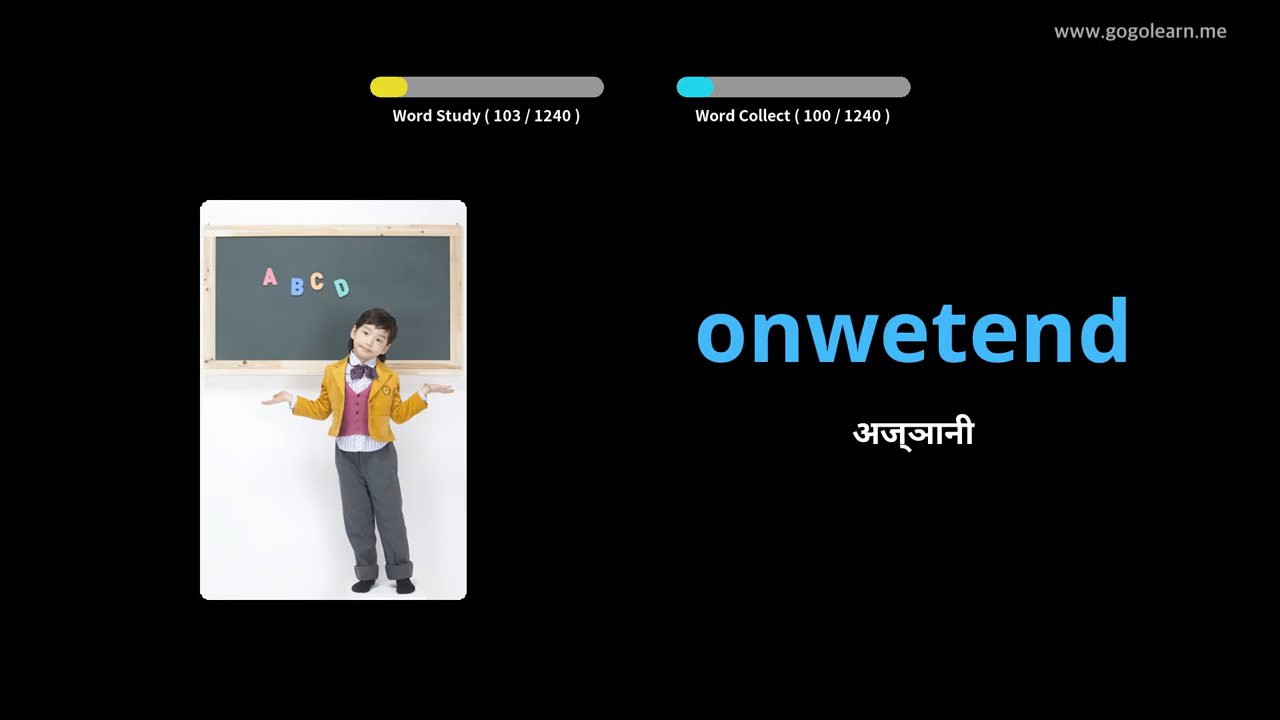 www.gogolearn.me
Word Study ( 103 / 1240 )
Word Collect ( 100 / 1240 )
A B C D
onwetend
अज्ञानी